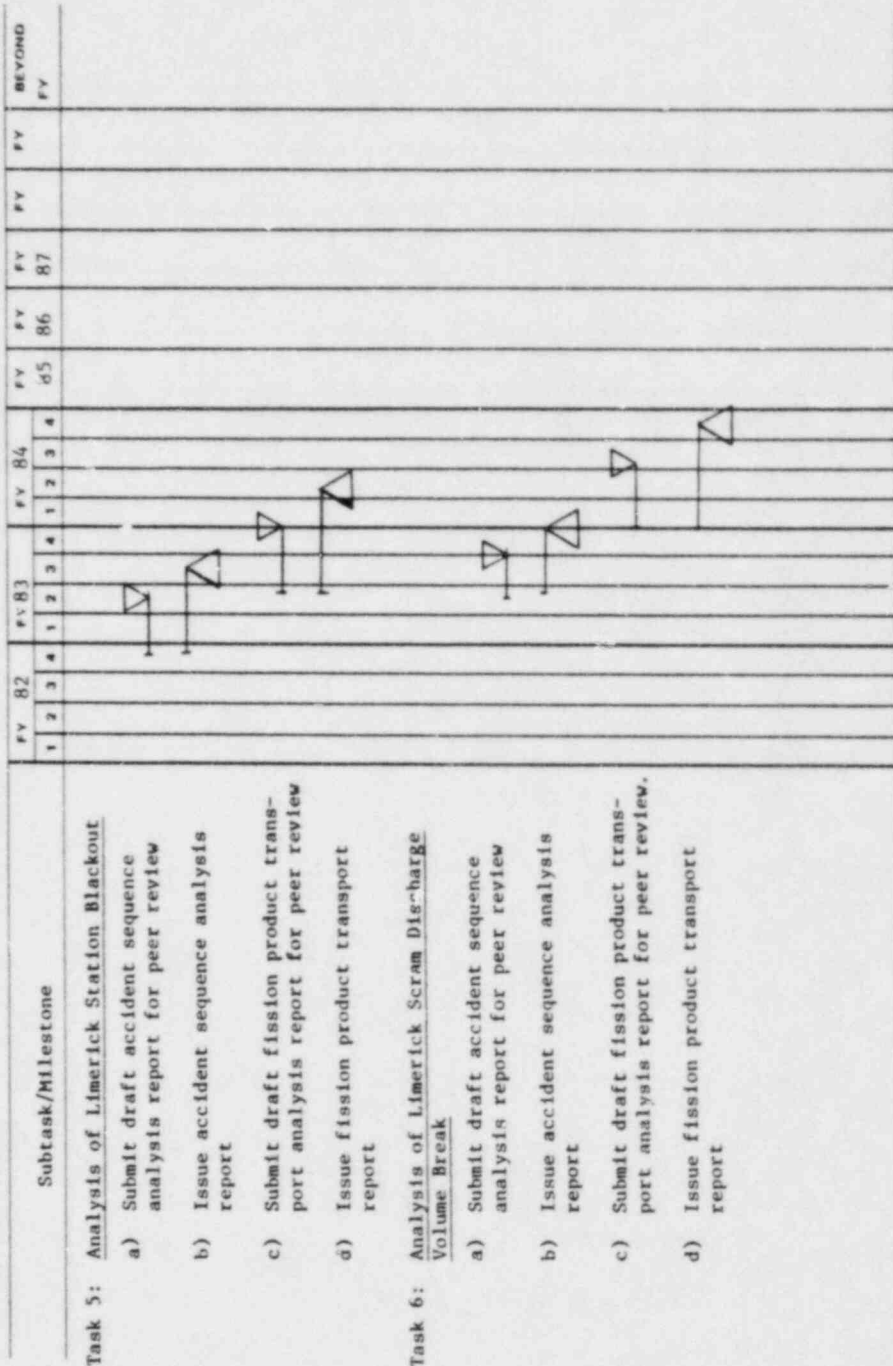 Subtask/Milestone
FY 82
FY 83
FY 84
FY
85
FY
86
FY
87
FY
FY
BEYOND
FY
1 2 3 4 1 2 3 4 1 2 3 4
Task 5: Analysis of Limerick Station Blackout
a) Submit draft accident sequence
analysis report for peer review
b) Issue accident sequence analysis
report
c) Submit draft fission product trans-
port analysis report for peer review
d) Issue fission product transport
report
Task 6: Analysis of Limerick Scram Discharge
Volume Break
a) Submit draft accident sequence
analysis report for peer review
b) Issue accident sequence analysis
report
c) Submit draft fission product trans-
port analysis report for peer review.
d) Issue fission product transport
report